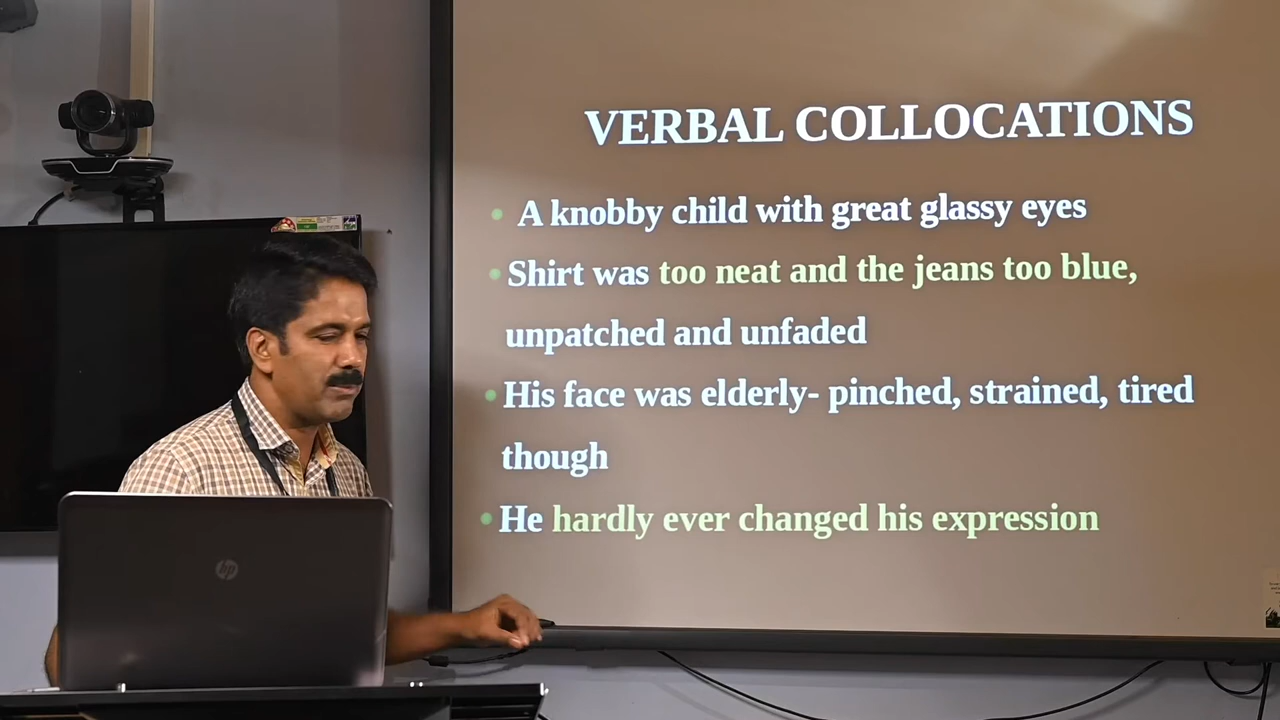 VERBAL COLLOCATIONS
• A knobby child with great glassy eyes
• Shirt was too neat and the jeans too blue,
unpatched and unfaded
• His face was elderly- pinched, strained, tired
though
• He hardly ever changed his expression
hp